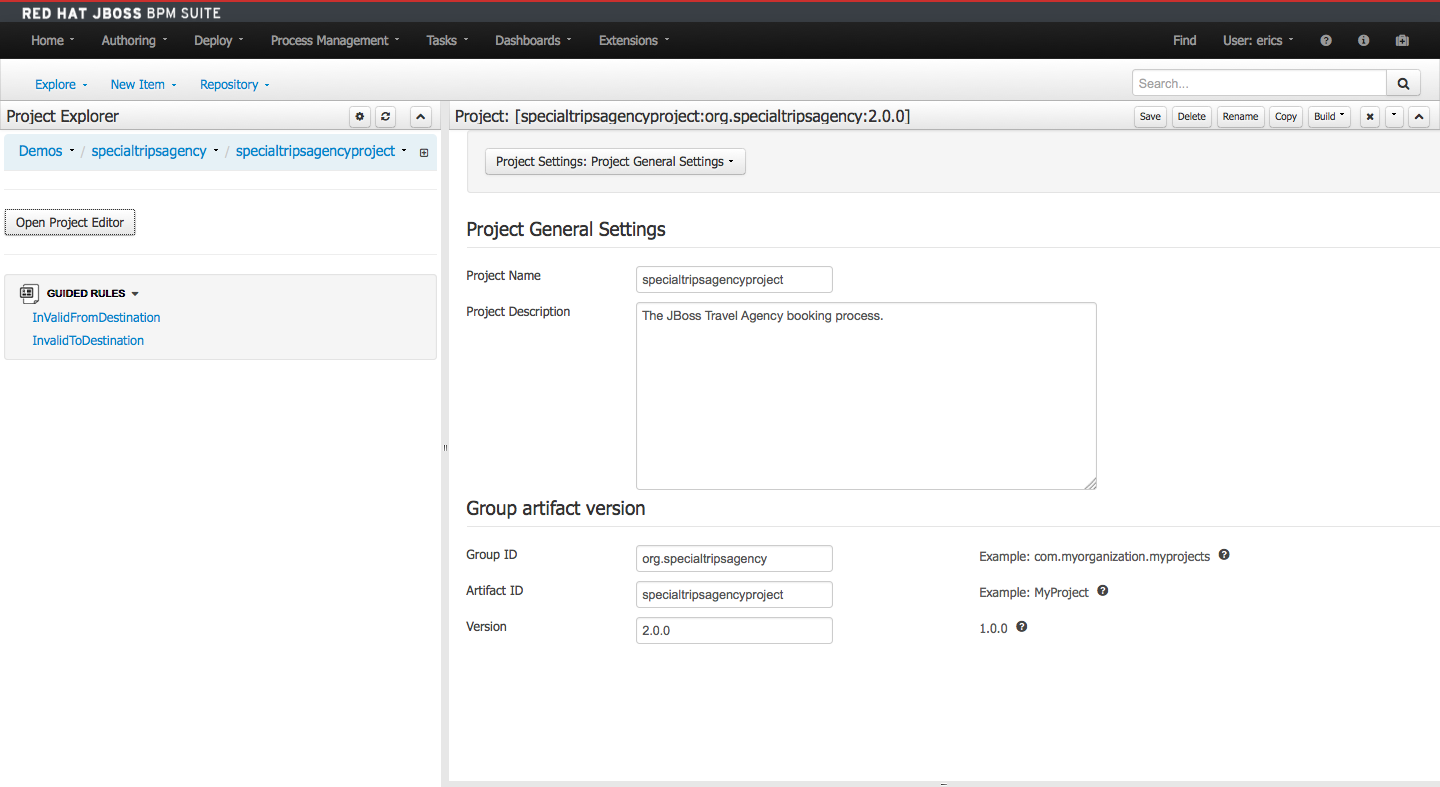 RED HAT JBOSS BPM SUITE
Home Authoring Deploy Process Management Tasks Dashboards Extensions Find User: erics
Explore New Item Repository Search...
Project Explorer
Project: [specialtripsagencyproject:org.specialtripsagency:2.0.0] Save Delete Rename Copy Build
Demos / specialtripsagency / specialtripsagencyproject
Project Settings: Project General Settings
Open Project Editor
GUIDED RULES
InValidFromDestination
InvalidToDestination
Project General Settings
Project Name specialtripsagencyproject
Project Description The JBoss Travel Agency booking process.
Group artifact version
Group ID org.specialtripsagency Example: com.myorganization.myprojects
Artifact ID specialtripsagencyproject Example: MyProject
Version 2.0.0 1.0.0